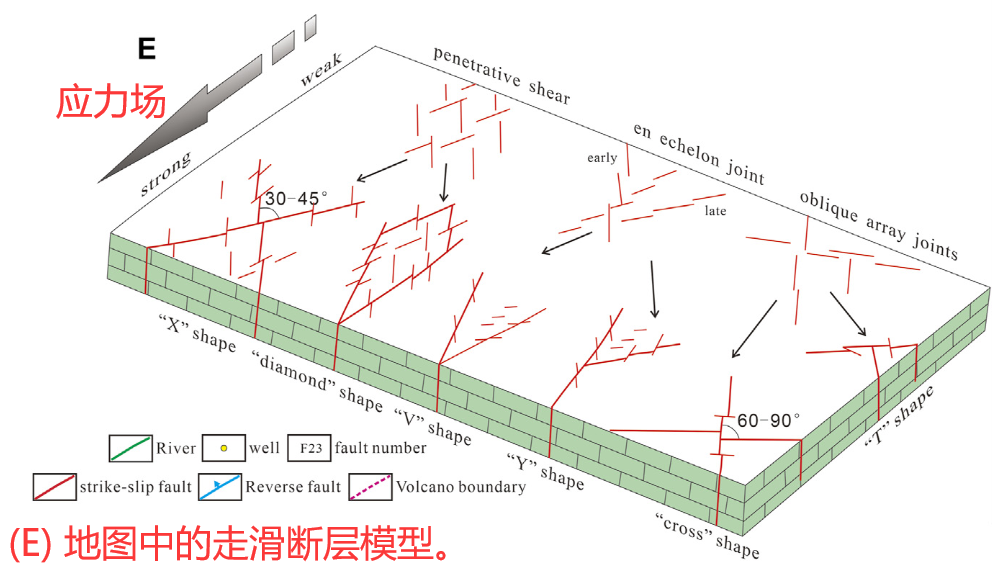 E
应力场
weak
strong
penetrative shear
en echelon joint
oblique array joints
early
late
30–45°
60–90°
“X” shape
“diamond” shape
“V” shape
“Y” shape
“cross” shape
“T” shape
River
well
F23
fault number
strike-slip fault
Reverse fault
Volcano boundary
(E) 地图中的走滑断层模型。